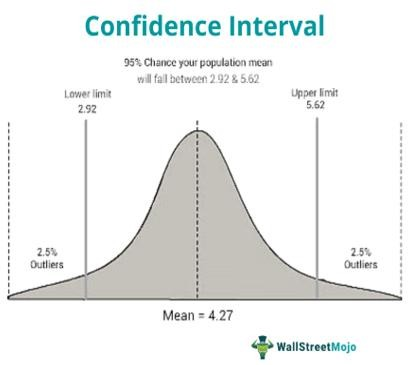 Confidence Interval
95% Chance your population mean
will fall between 2.92 & 5.62
Lower limit
2.92
Upper limit
5.62
2.5%
Outliers
2.5%
Outliers
Mean = 4.27
WallStreetMojo